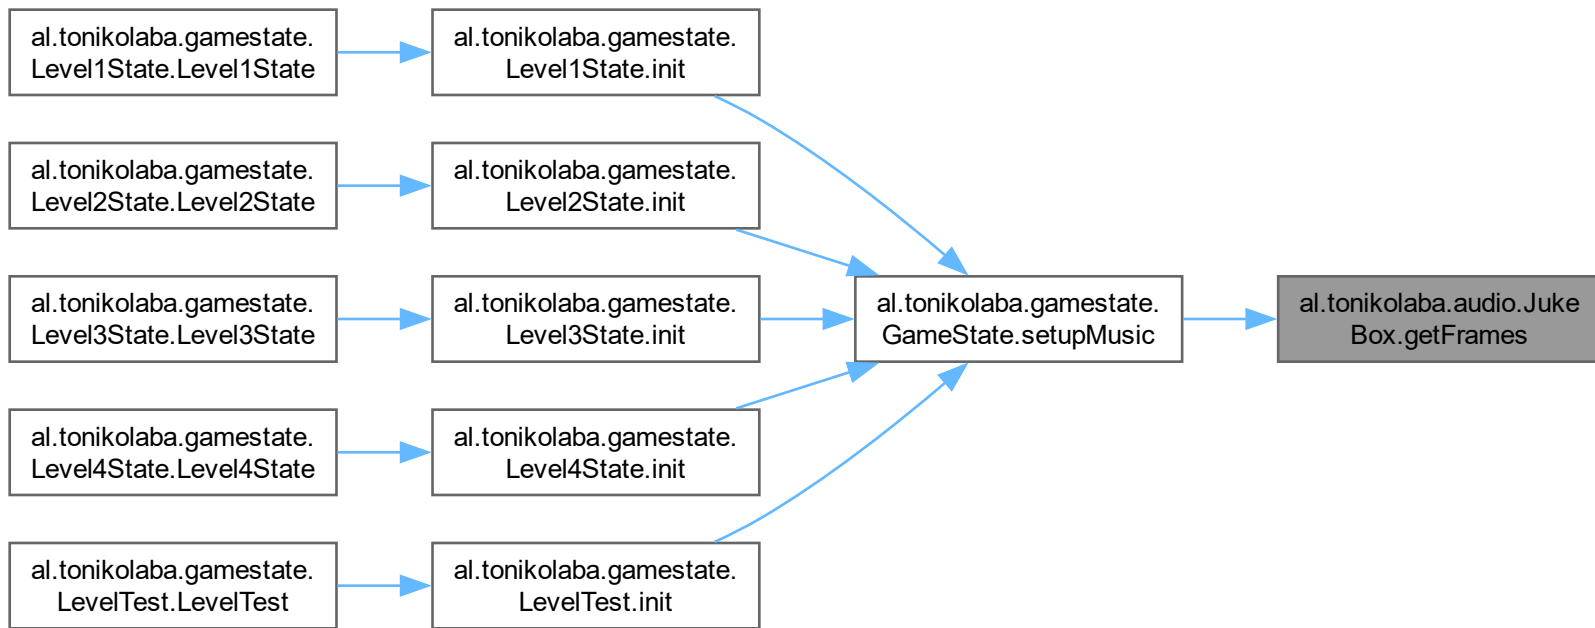 al.tonikolaba.gamestate.
Level1State.Level1State
al.tonikolaba.gamestate.
Level1State.init
al.tonikolaba.gamestate.
Level2State.Level2State
al.tonikolaba.gamestate.
Level2State.init
al.tonikolaba.gamestate.
Level3State.Level3State
al.tonikolaba.gamestate.
Level3State.init
al.tonikolaba.gamestate.
GameState.setupMusic
al.tonikolaba.audio.Juke
Box.getFrames
al.tonikolaba.gamestate.
Level4State.Level4State
al.tonikolaba.gamestate.
Level4State.init
al.tonikolaba.gamestate.
LevelTest.LevelTest
al.tonikolaba.gamestate.
LevelTest.init